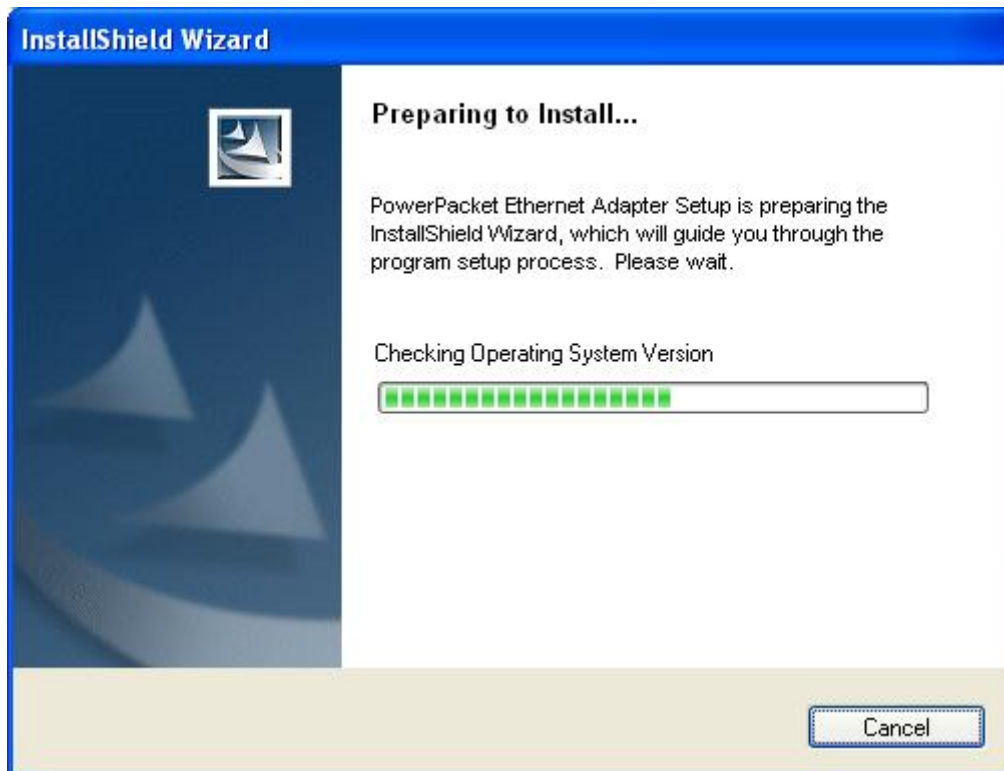 InstallShield Wizard
Preparing to Install...
PowerPacket Ethernet Adapter Setup is preparing the
InstallShield Wizard, which will guide you through the
program setup process.  Please wait.
Checking Operating System Version
Cancel